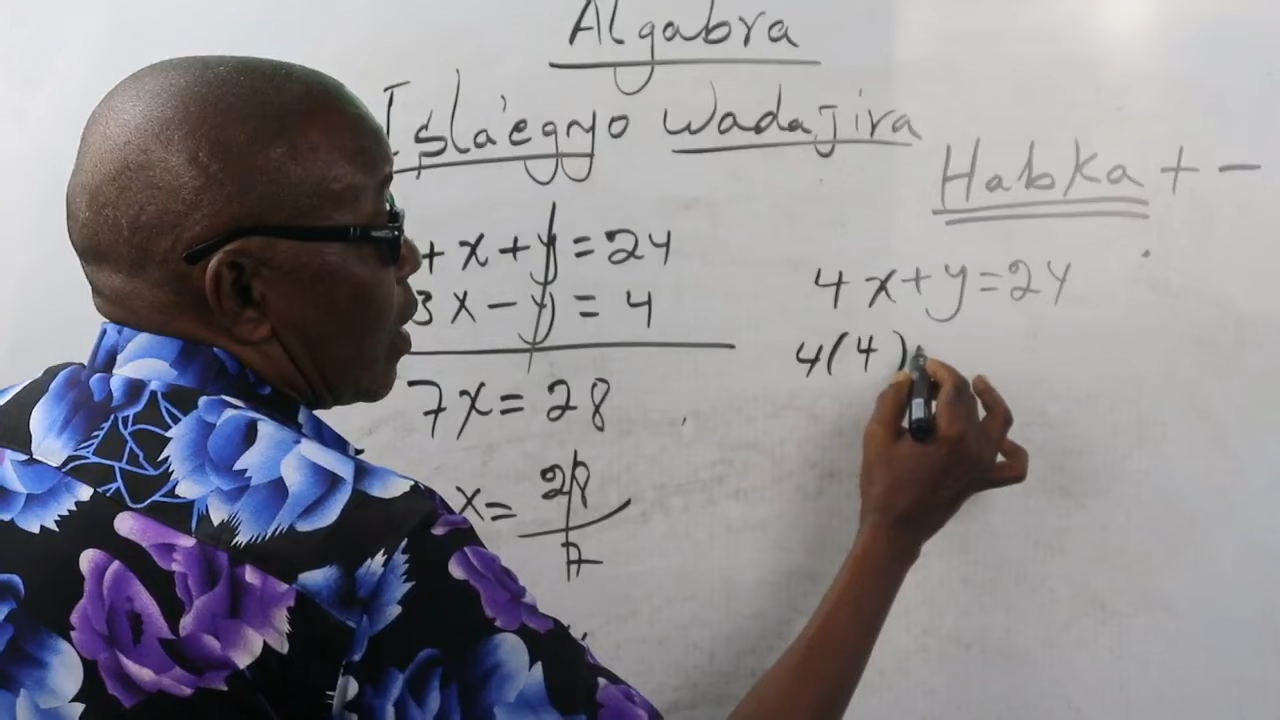 Algabra
Isla'egyo Wadajira
Habka + -
+ x + y = 24
3x - y = 4
7x = 28
x = 28
7
4x + y = 24
4(4)